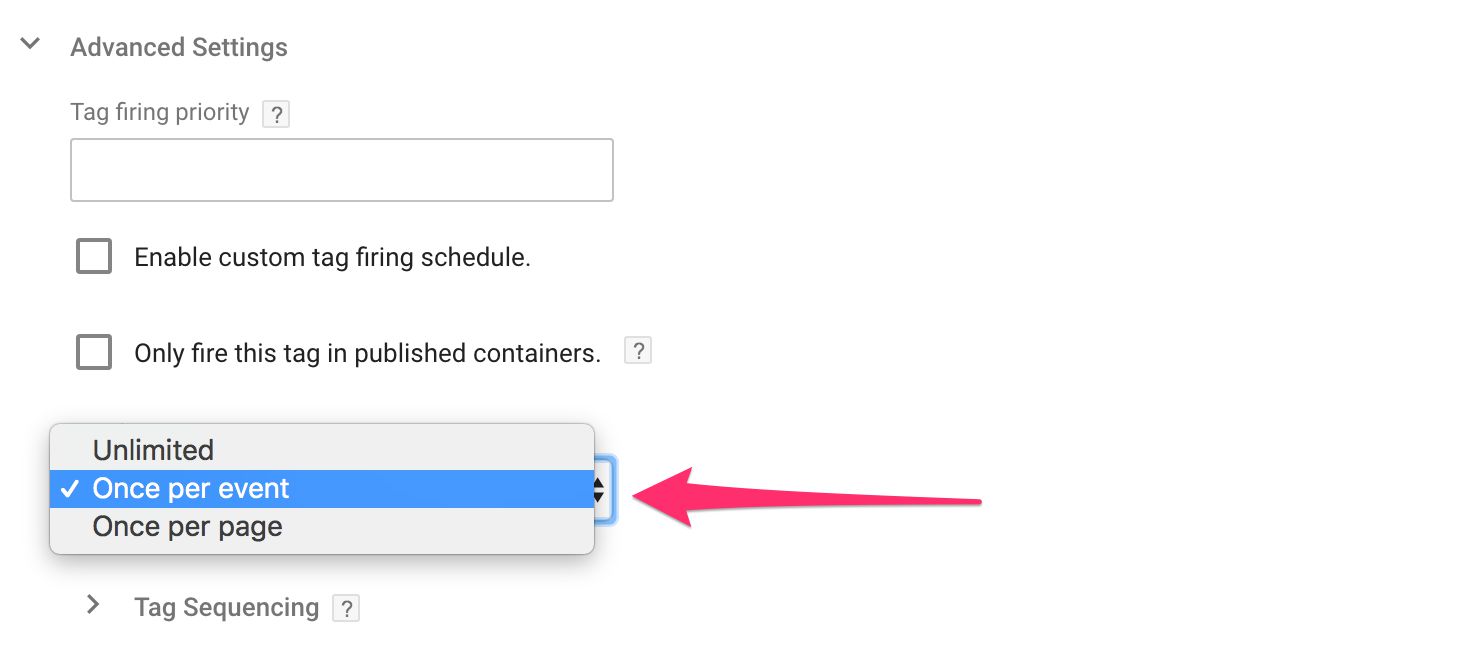 Advanced Settings
Tag firing priority ?
Enable custom tag firing schedule.
Only fire this tag in published containers. ?
Unlimited
✓ Once per event
Once per page
Tag Sequencing ?